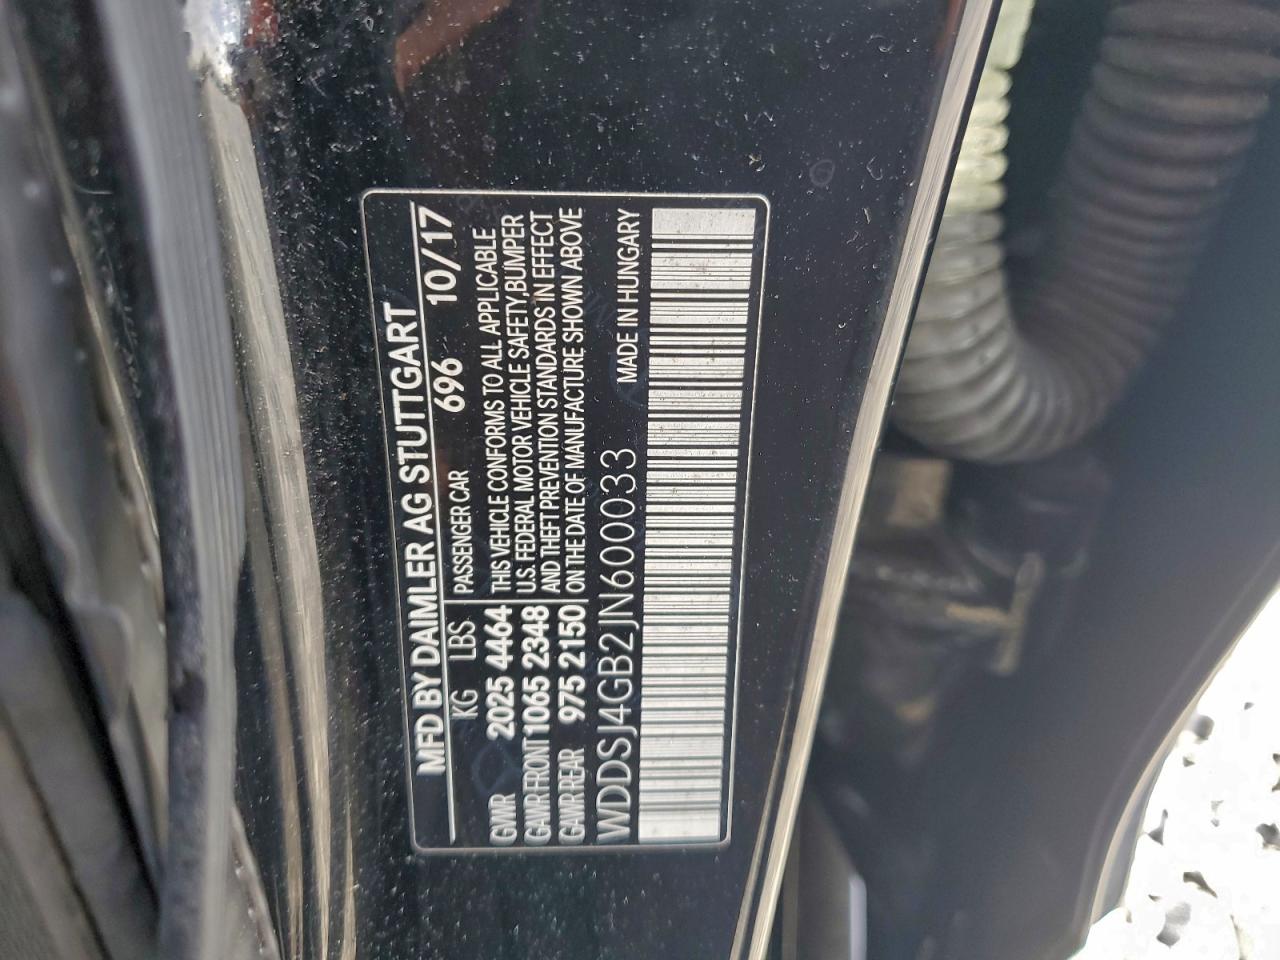 MFD BY DAIMLER AG STUTTGART
KG LBS PASSENGER CAR 696 10/17
GVWR 2025 4464 THIS VEHICLE CONFORMS TO ALL APPLICABLE
GAWR FRONT 1065 2348 U.S. FEDERAL MOTOR VEHICLE SAFETY,BUMPER
AND THEFT PREVENTION STANDARDS IN EFFECT
GAWR REAR 975 2150 ON THE DATE OF MANUFACTURE SHOWN ABOVE
WDDSJ4GB2JN600033 MADE IN HUNGARY